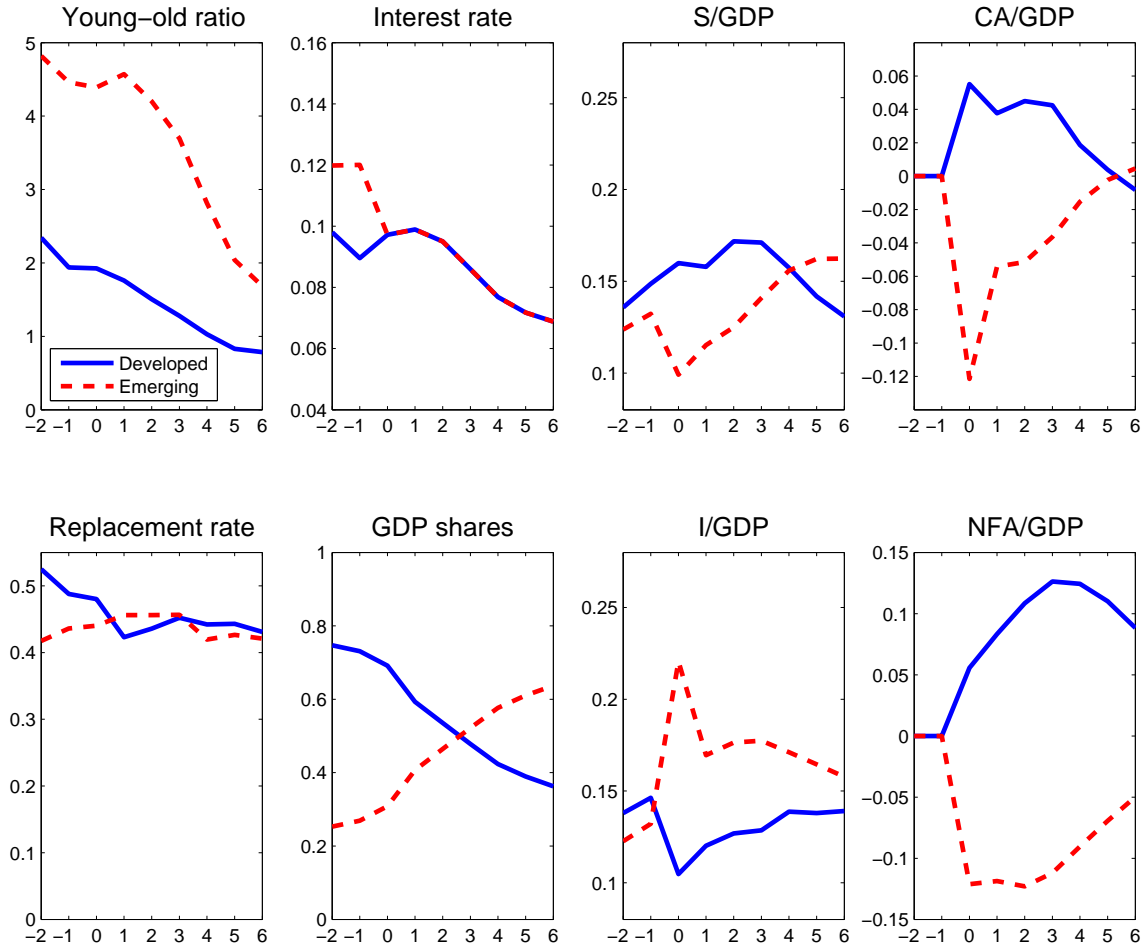 Young−old ratio
5
4
3
2
1
0
−2 −1 0 1 2 3 4 5 6
Developed
Emerging
Interest rate
0.16
0.14
0.12
0.1
0.08
0.06
0.04
−2 −1 0 1 2 3 4 5 6
S/GDP
0.25
0.2
0.15
0.1
−2 −1 0 1 2 3 4 5 6
CA/GDP
0.06
0.04
0.02
0
−0.02
−0.04
−0.06
−0.08
−0.1
−0.12
−2 −1 0 1 2 3 4 5 6
Replacement rate
0.5
0.4
0.3
0.2
0.1
0
−2 −1 0 1 2 3 4 5 6
GDP shares
1
0.8
0.6
0.4
0.2
0
−2 −1 0 1 2 3 4 5 6
I/GDP
0.25
0.2
0.15
0.1
−2 −1 0 1 2 3 4 5 6
NFA/GDP
0.15
0.1
0.05
0
−0.05
−0.1
−0.15
−2 −1 0 1 2 3 4 5 6